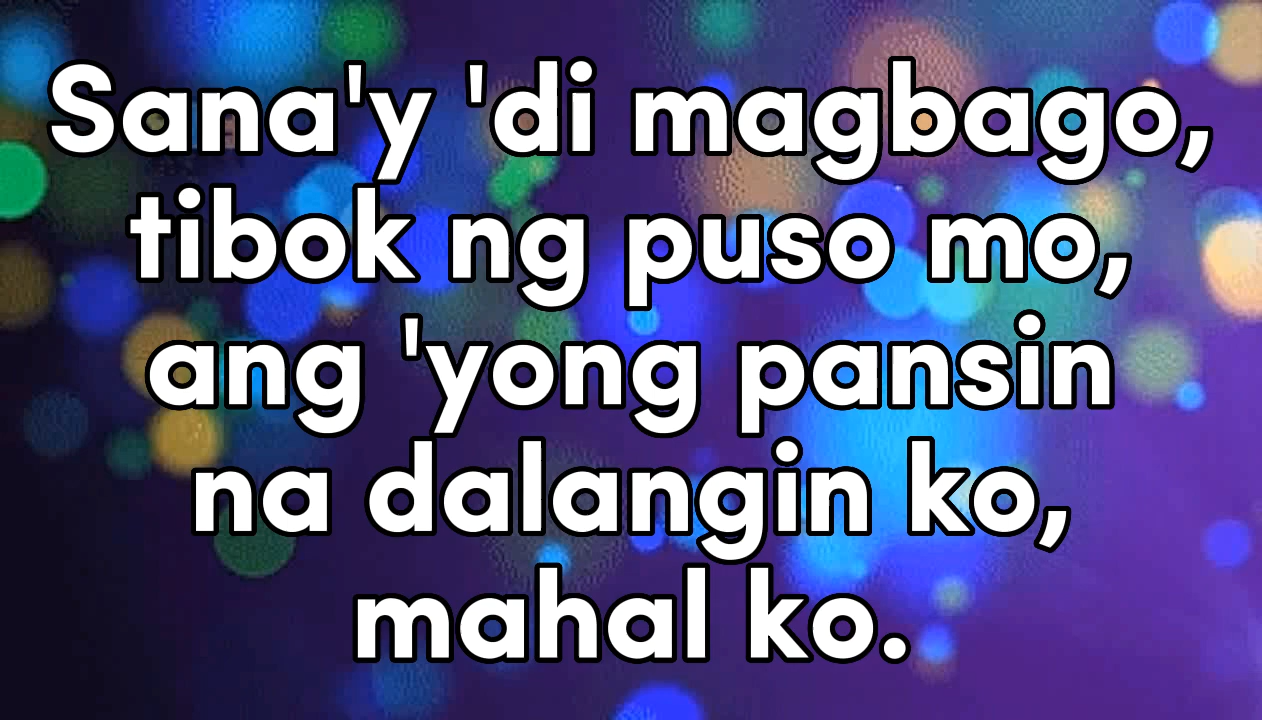 Sana'y 'di magbago,
tibok ng puso mo,
ang 'yong pansin
na dalangin ko,
mahal ko.